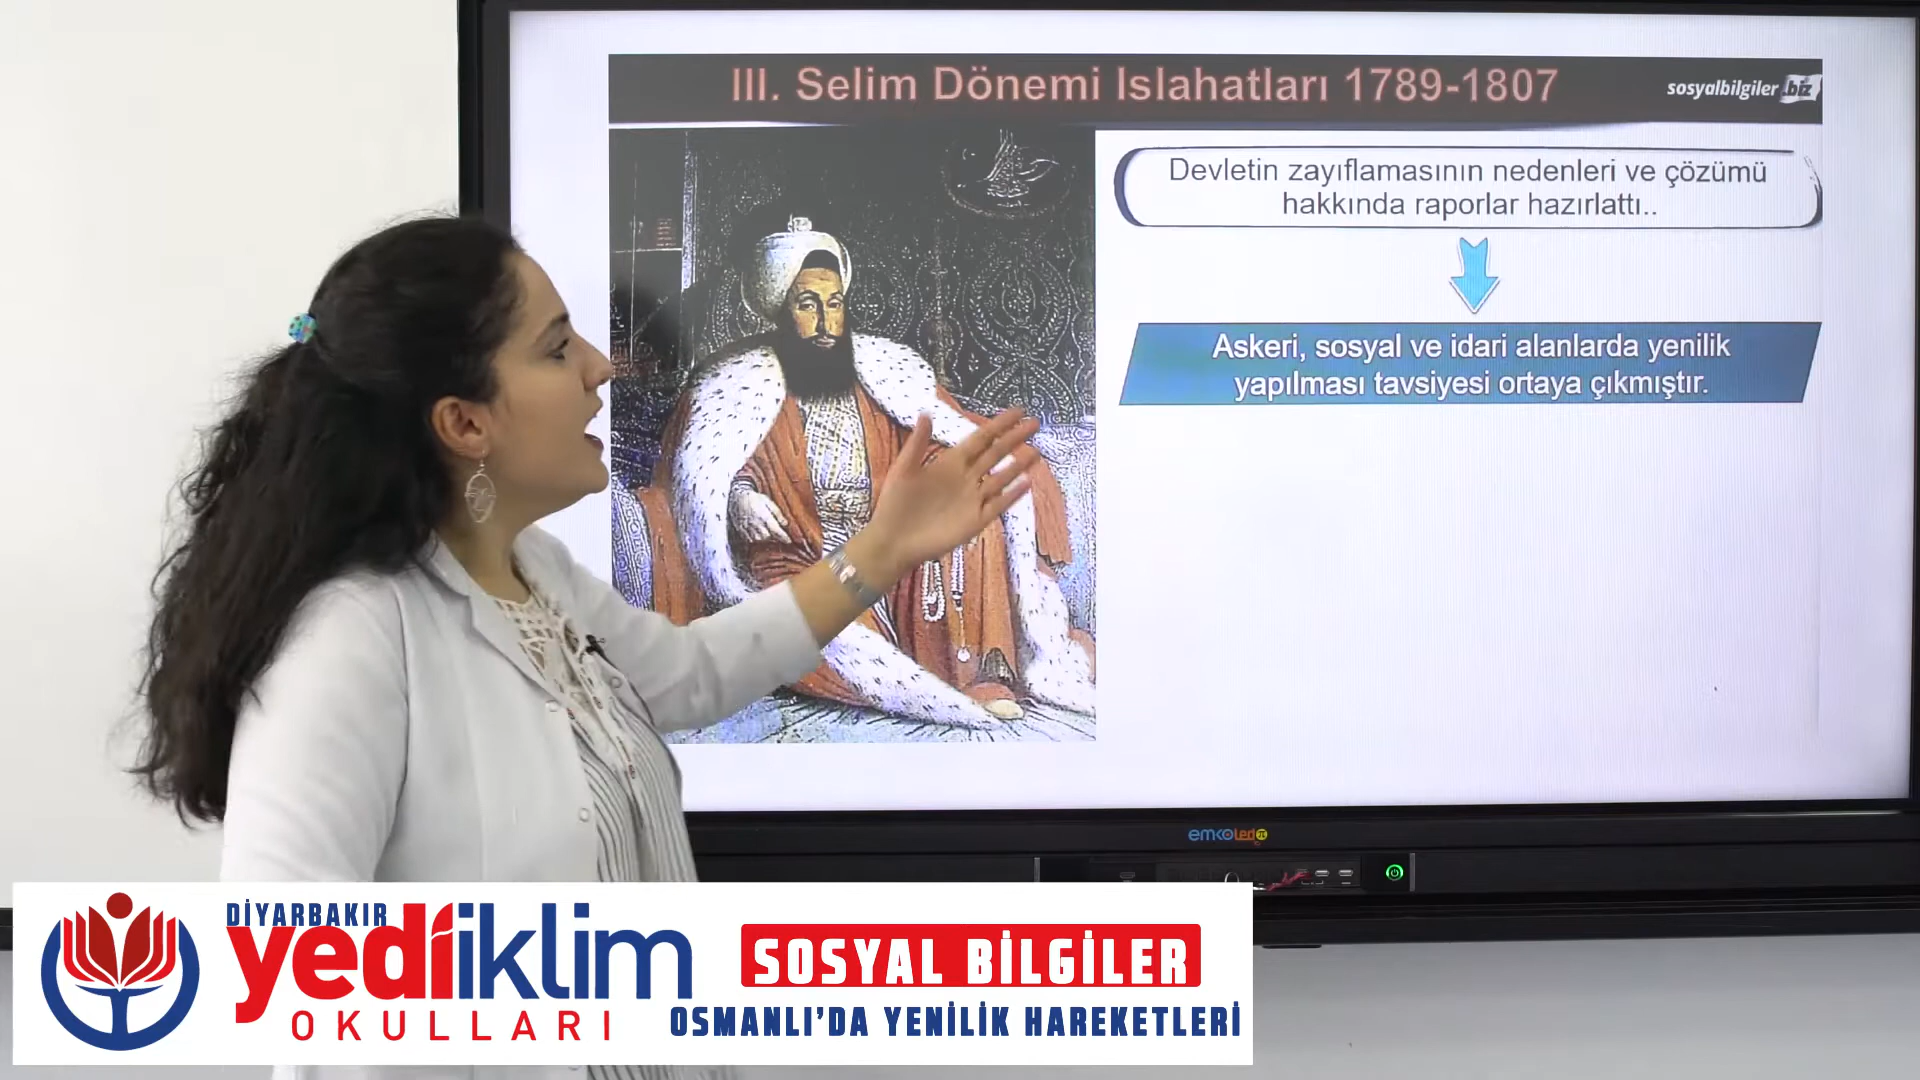 III. Selim Dönemi Islahatları 1789-1807
sosyalbilgiler.biz
Devletin zayıflamasının nedenleri ve çözümü
hakkında raporlar hazırlattı..
Askeri, sosyal ve idari alanlarda yenilik
yapılması tavsiyesi ortaya çıkmıştır.
emkoLed
DİYARBAKIR
yediiklim
OKULLARI
SOSYAL BİLGİLER
OSMANLI'DA YENİLİK HAREKETLERİ